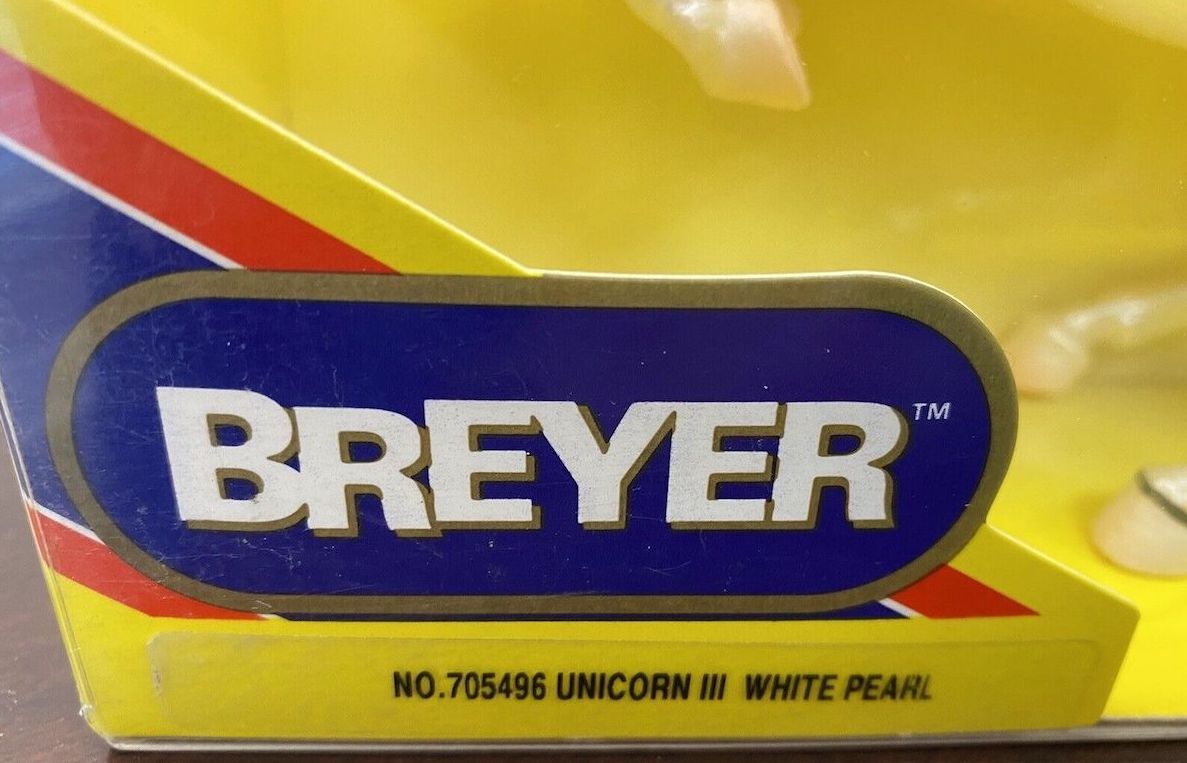 BREYER™
NO.705496 UNICORN III WHITE PEARL